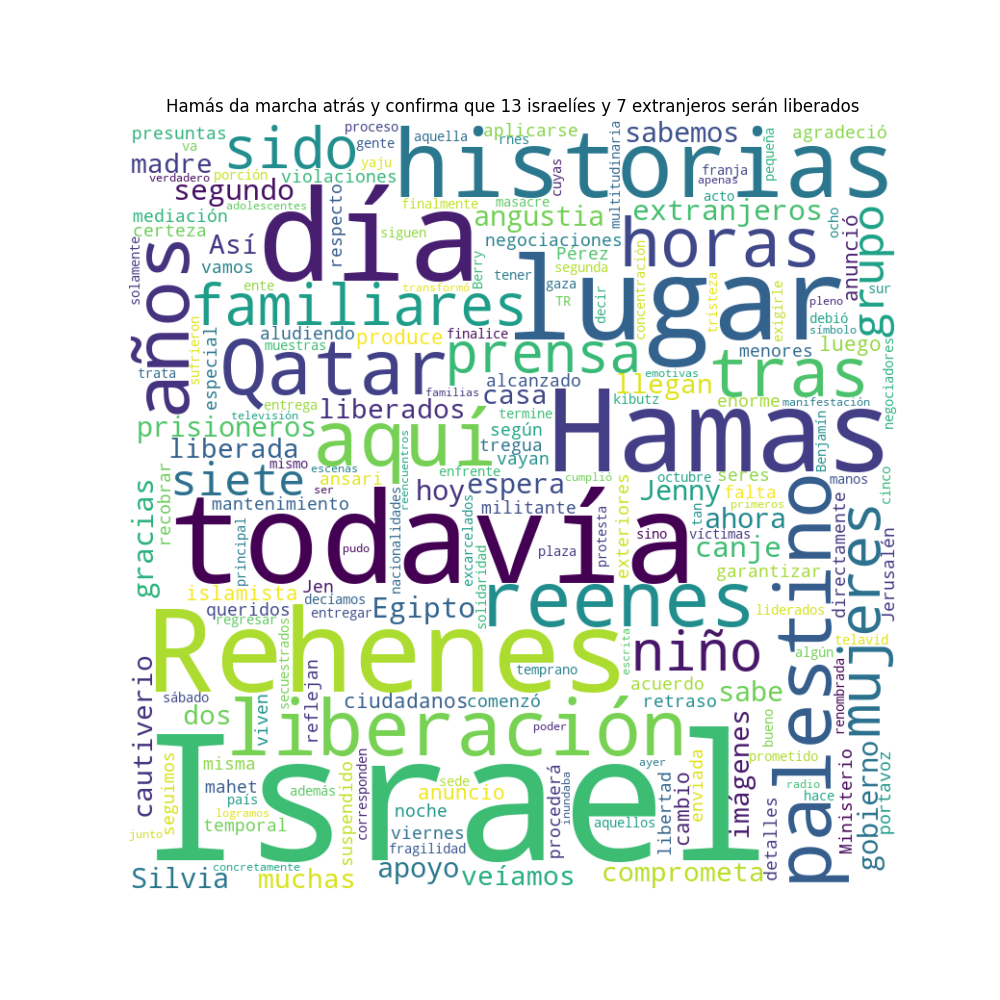 Hamás da marcha atrás y confirma que 13 israelíes y 7 extranjeros serán liberados
presuntas
va
madre
verdadero
porción
adolescentes
sido
segundo
violaciones
proceso
gente
yaju
aquella
rnes
aplicarse
historias
cuyas
multitudinaria
sabemos
franja
apenas
acto
pequeña
agradeció
mediación
certeza
Así
vamos
día
respecto
finalmente
siguen
masacre
angustia
negociaciones
extranjeros
horas
ocho
anunció
grupo
solamente
años
ente
familiares
transformó
Berry
tener
Pérez
segunda
gaza
TR
decir
concentración
lugar
tristeza
exigirle
pleno
debió
símbolo
sur
luego
negociadores
trata
sufrieron
especial
aludiendo
muestras
produce
finalice
Qatar
prensa
menores
tras
llegan
emotivas
enorme
manifestación
entrega
televisión
liberados
familias
alcanzado
casa
termine
kibutz
Hamas
Benjamin
prisioneros
liberada
mismo
escenas
aquí
reencuentros
según
tregua
vayan
siete
ansari
ser
enfrente
cumplió
octubre
seres
falta
primeros
manos
cinco
gracias
recobrar
mantenimiento
hoy
espera
militante
Jenny
tan
ahora
víctimas
sino
canje
garantizar
todavía
pudo
principal
nacionalidades
excarcelados
plaza
protesta
exteriores
directamente
Jerusalén
palestino
mujeres
islamista
Jen
queridos
decíamos
regresar
entregar
Egipto
solidaridad
reenes
liderados
telavid
Rehenes
secuestrados
temprano
escrita
niño
algún
renombrada
cautiverio
sábado
viven
reflejan
ciudadanos
comenzó
acuerdo
retraso
sabe
bueno
dos
liberación
poder
seguimos
misma
mahet
país
logramos
temporal
además
suspendido
corresponden
sede
anuncio
noche
viernes
fragilidad
ayer
procederá
inundaba
aquellos
libertad
cambio
enviada
imágenes
detalles
prometido
radio
hace
Ministerio
gobierno
portavoz
junto
Israel
Silvia
concretamente
muchas
apoyo
veíamos
comprometa